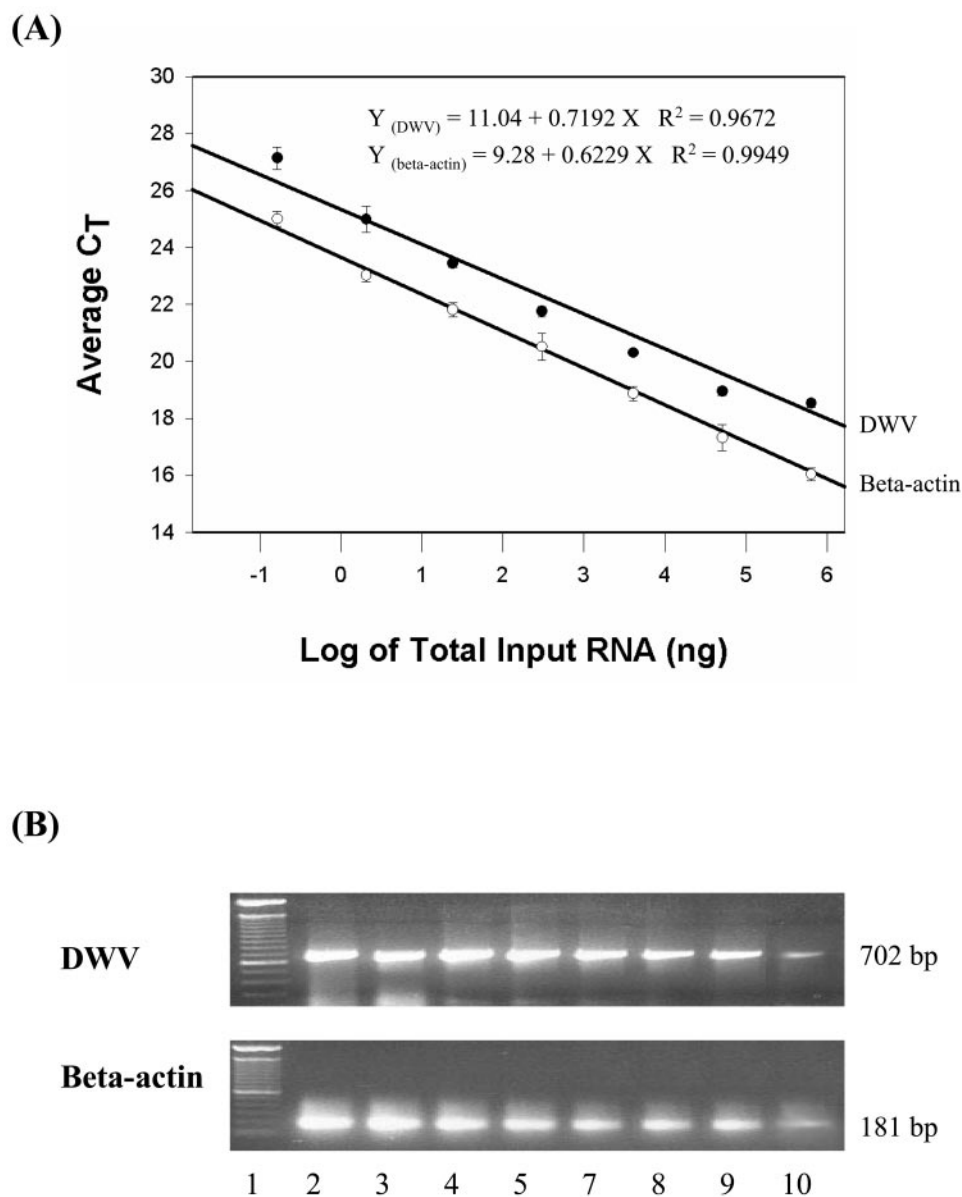 (A)
30
28
26
24
22
20
18
16
14
Average CT
Y (DWV) = 11.04 + 0.7192 X R² = 0.9672
Y (beta-actin) = 9.28 + 0.6229 X R² = 0.9949
DWV
Beta-actin
-1 0 1 2 3 4 5 6
Log of Total Input RNA (ng)
(B)
DWV
702 bp
Beta-actin
181 bp
1 2 3 4 5 7 8 9 10